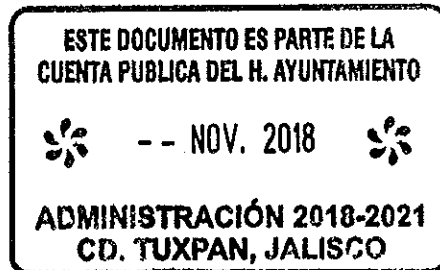 ESTE DOCUMENTO ES PARTE DE LA
CUENTA PUBLICA DEL H. AYUNTAMIENTO
-- NOV. 2018
ADMINISTRACIÓN 2018-2021
CD. TUXPAN, JALISCO